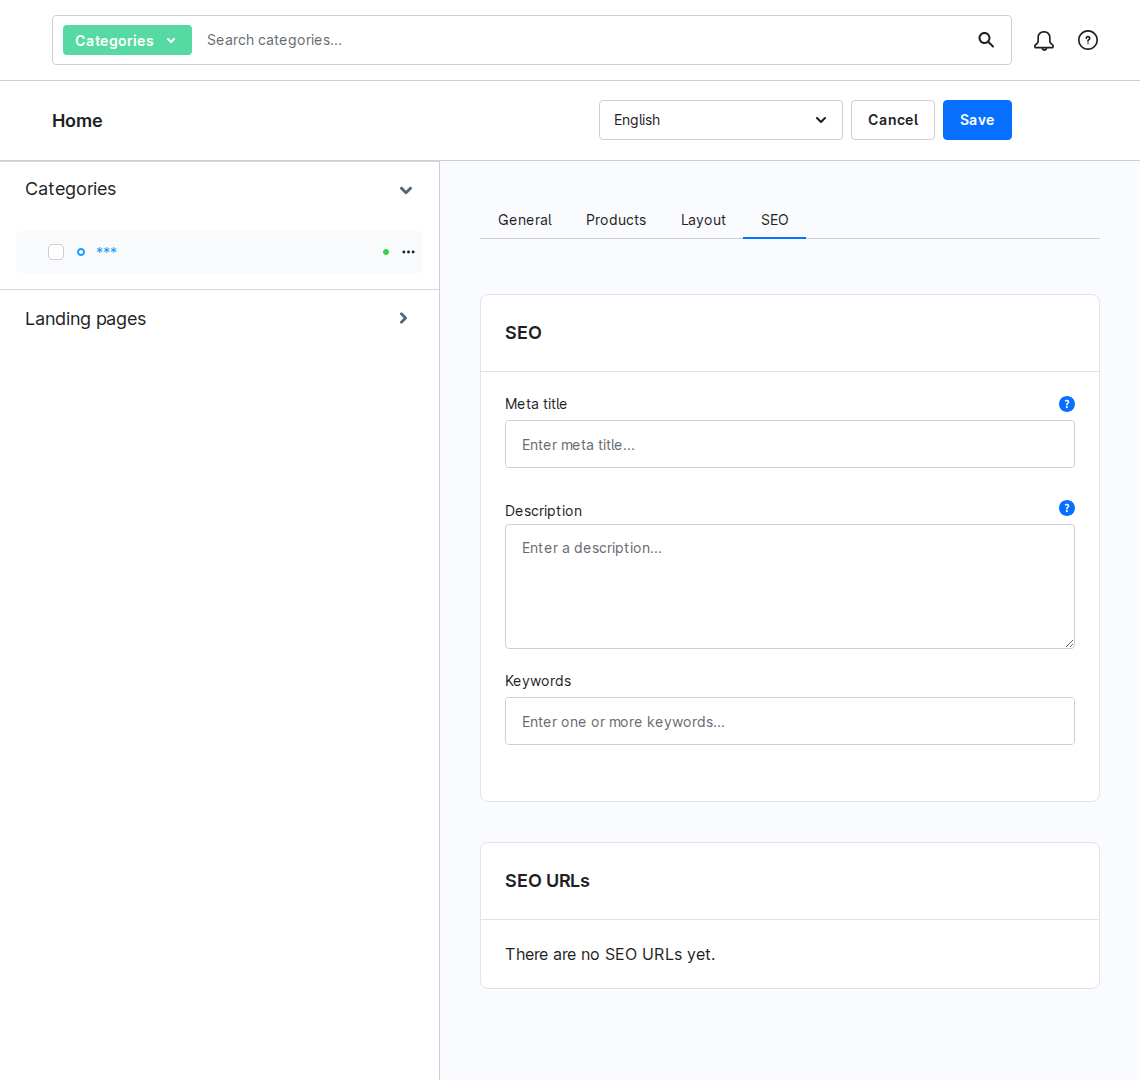 Categories
Search categories...
Home
English
Cancel
Save
Categories
***
Landing pages
General
Products
Layout
SEO
SEO
Meta title
Enter meta title...
Description
Enter a description...
Keywords
Enter one or more keywords...
SEO URLs
There are no SEO URLs yet.